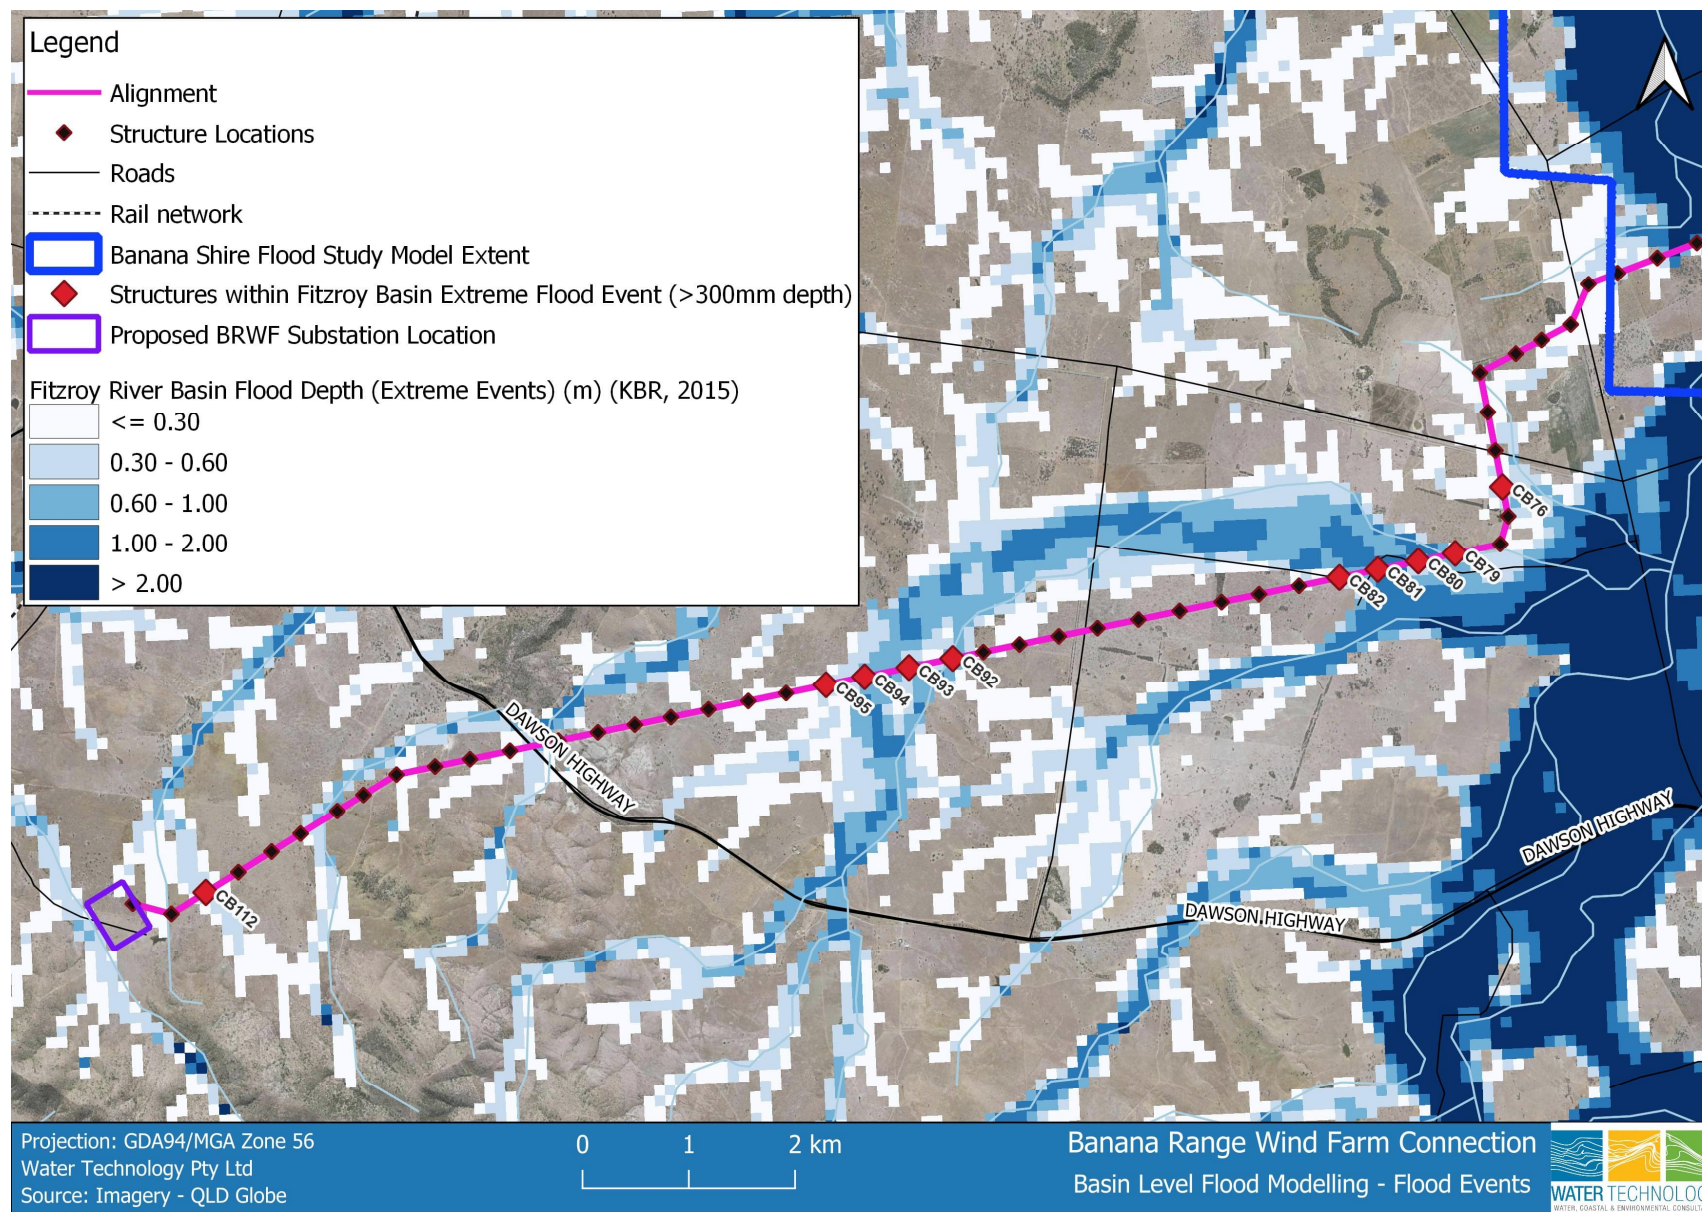 Legend
Alignment
Structure Locations
Roads
Rail network
Banana Shire Flood Study Model Extent
Structures within Fitzroy Basin Extreme Flood Event (>300mm depth)
Proposed BRWF Substation Location
Fitzroy River Basin Flood Depth (Extreme Events) (m) (KBR, 2015)
<= 0.30
0.30 - 0.60
0.60 - 1.00
1.00 - 2.00
> 2.00
CB76
CB79
CB80
CB81
CB82
CB92
CB93
CB94
CB95
CB112
DAWSON HIGHWAY
DAWSON HIGHWAY
DAWSON HIGHWAY
Projection: GDA94/MGA Zone 56
Water Technology Pty Ltd
Source: Imagery - QLD Globe
0 1 2 km
Banana Range Wind Farm Connection
Basin Level Flood Modelling - Flood Events
WATER TECHNOLOG
WATER, COASTAL & ENVIRONMENTAL CONSULT